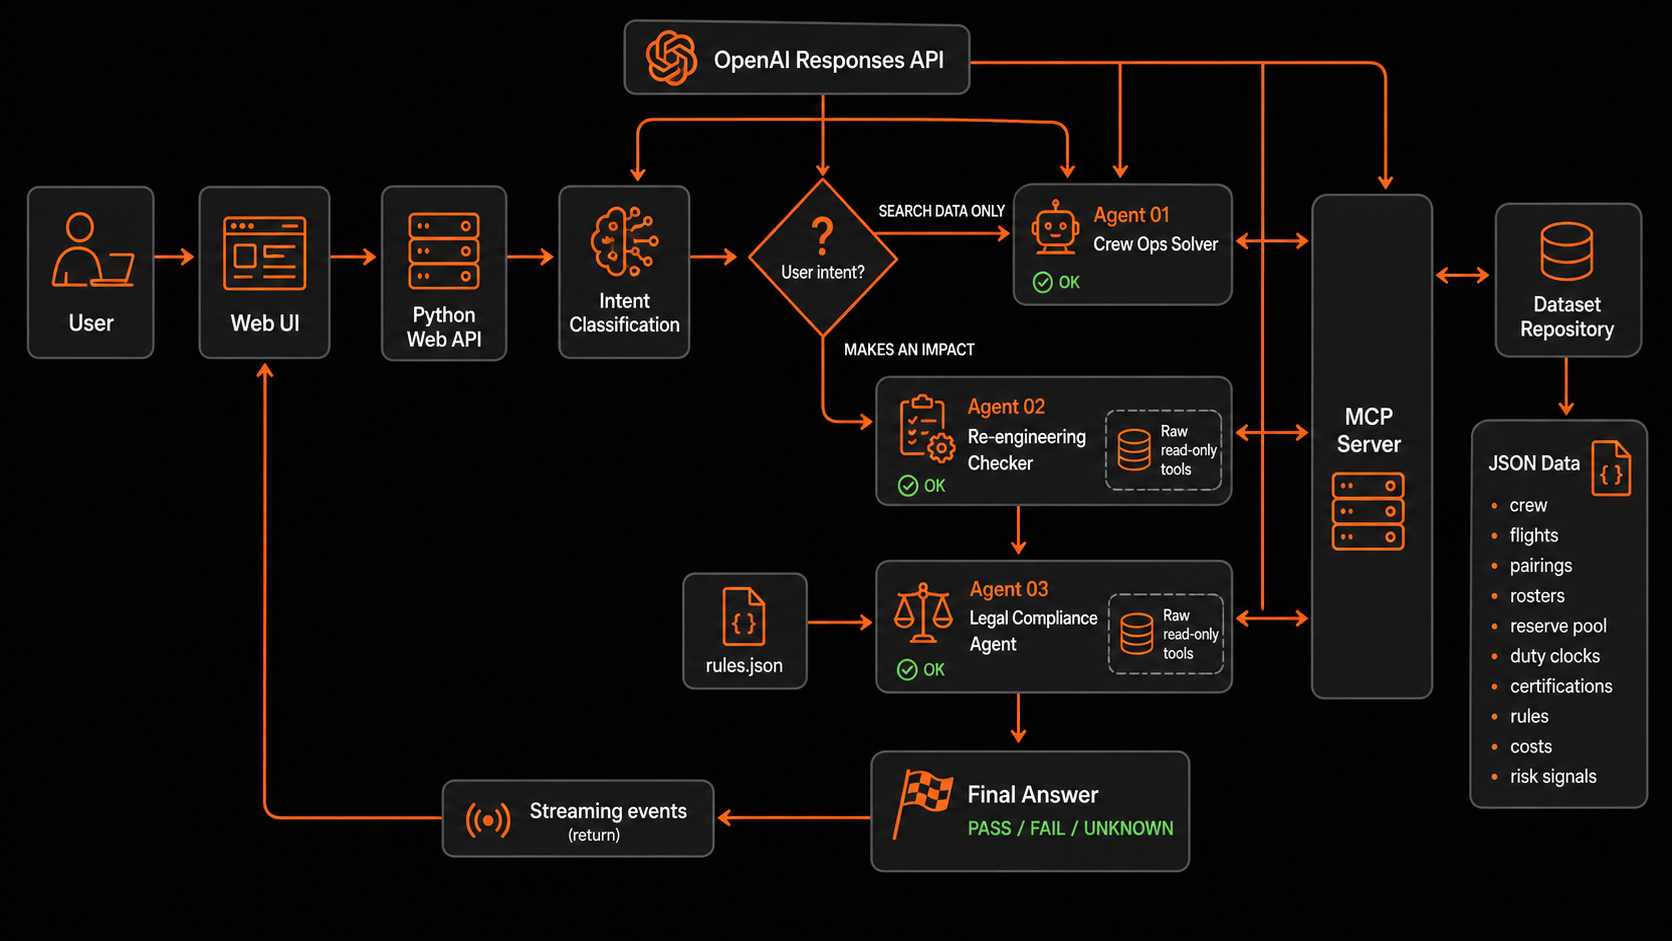 OpenAI Responses API
User
Web UI
Python
Web API
Intent
Classification
?
User intent?
SEARCH DATA ONLY
MAKES AN IMPACT
Agent 01
Crew Ops Solver
OK
Agent 02
Re-engineering
Checker
OK
Raw
read-only
tools
Agent 03
Legal Compliance
Agent
OK
Raw
read-only
tools
{ }
rules.json
Final Answer
PASS / FAIL / UNKNOWN
Streaming events
(return)
MCP
Server
Dataset
Repository
JSON Data
{ }
• crew
• flights
• pairings
• rosters
• reserve pool
• duty clocks
• certifications
• rules
• costs
• risk signals